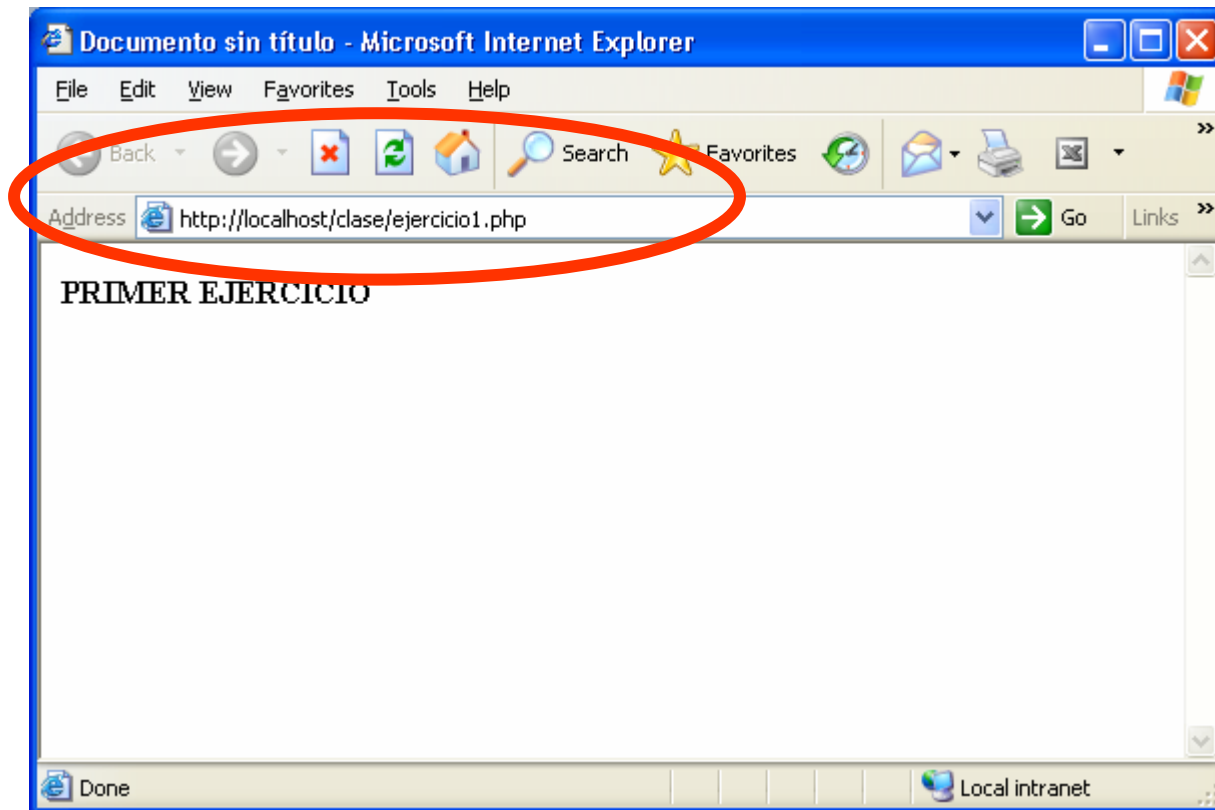 Documento sin título - Microsoft Internet Explorer
File Edit View Favorites Tools Help
Back Search Favorites
Address http://localhost/clase/ejercicio1.php Go Links
PRIMER EJERCICIO
Done Local intranet